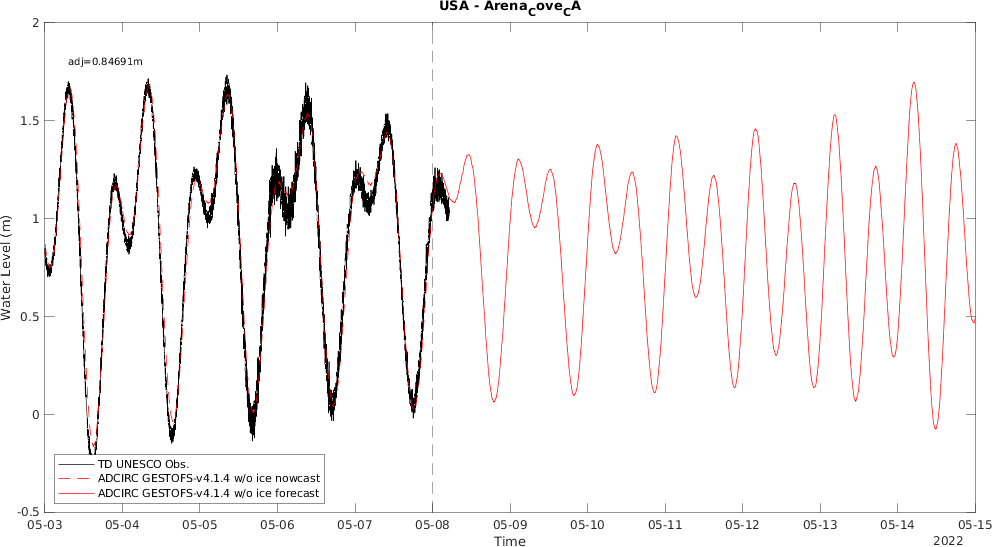 USA - Arena_Cove_CA
adj=0.84691m
Water Level (m)
2
1.5
1
0.5
0
-0.5
TD UNESCO Obs.
ADCIRC GESTOFS-v4.1.4 w/o ice nowcast
ADCIRC GESTOFS-v4.1.4 w/o ice forecast
05-03 05-04 05-05 05-06 05-07 05-08 05-09 05-10 05-11 05-12 05-13 05-14 05-15
Time
2022